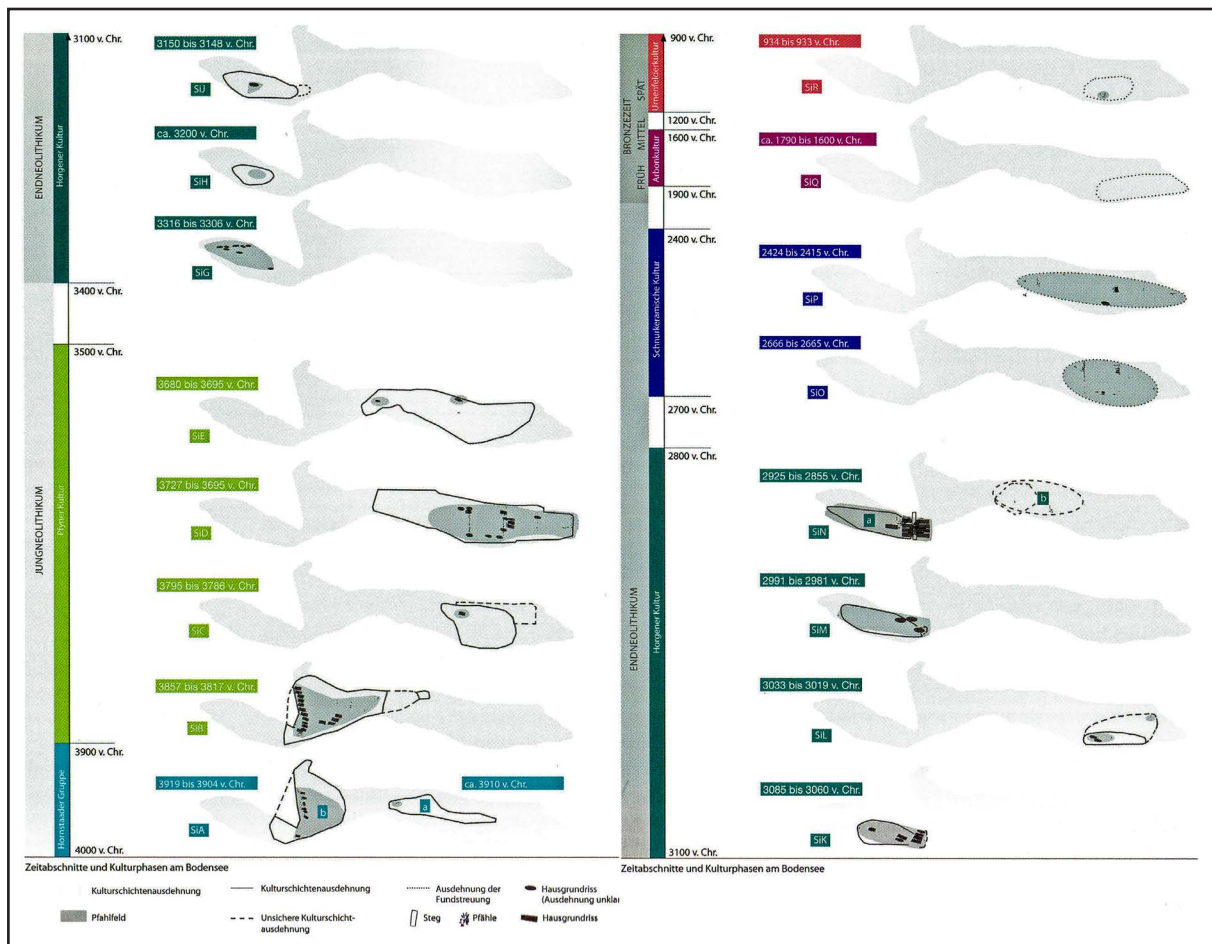 3100 v. Chr.
ENDNEOLITHIKUM
Horgener Kultur
3150 bis 3148 v. Chr.
SiJ
ca. 3200 v. Chr.
SiH
3316 bis 3306 v. Chr.
SiG
3400 v. Chr.
3500 v. Chr.
JUNGNEOLITHIKUM
Pfyner Kultur
3680 bis 3695 v. Chr.
SiE
3727 bis 3695 v. Chr.
SiD
3795 bis 3786 v. Chr.
SiC
3857 bis 3817 v. Chr.
SiB
3900 v. Chr.
Hornstaader Gruppe
3919 bis 3904 v. Chr.
ca. 3910 v. Chr.
b
a
SiA
4000 v. Chr.
Zeitabschnitte und Kulturphasen am Bodensee
900 v. Chr.
BRONZEZEIT
SPÄT
Urnenfelderkultur
934 bis 933 v. Chr.
SiR
1200 v. Chr.
MITTEL
1600 v. Chr.
FRÜH
Arbonkultur
ca. 1790 bis 1600 v. Chr.
SiQ
1900 v. Chr.
2400 v. Chr.
Schnurkeramische Kultur
2424 bis 2415 v. Chr.
SiP
2666 bis 2665 v. Chr.
SiO
2700 v. Chr.
2800 v. Chr.
ENDNEOLITHIKUM
Horgener Kultur
2925 bis 2855 v. Chr.
a
b
SiN
2991 bis 2981 v. Chr.
SiM
3033 bis 3019 v. Chr.
SiL
3085 bis 3060 v. Chr.
SiK
3100 v. Chr.
Zeitabschnitte und Kulturphasen am Bodensee
Kulturschichtenausdehnung
Pfahlfeld
Kulturschichtenausdehnung
Unsichere Kulturschicht-
ausdehnung
Ausdehnung der
Fundstreuung
Steg
Pfähle
Hausgrundriss
(Ausdehnung unklar
Hausgrundriss